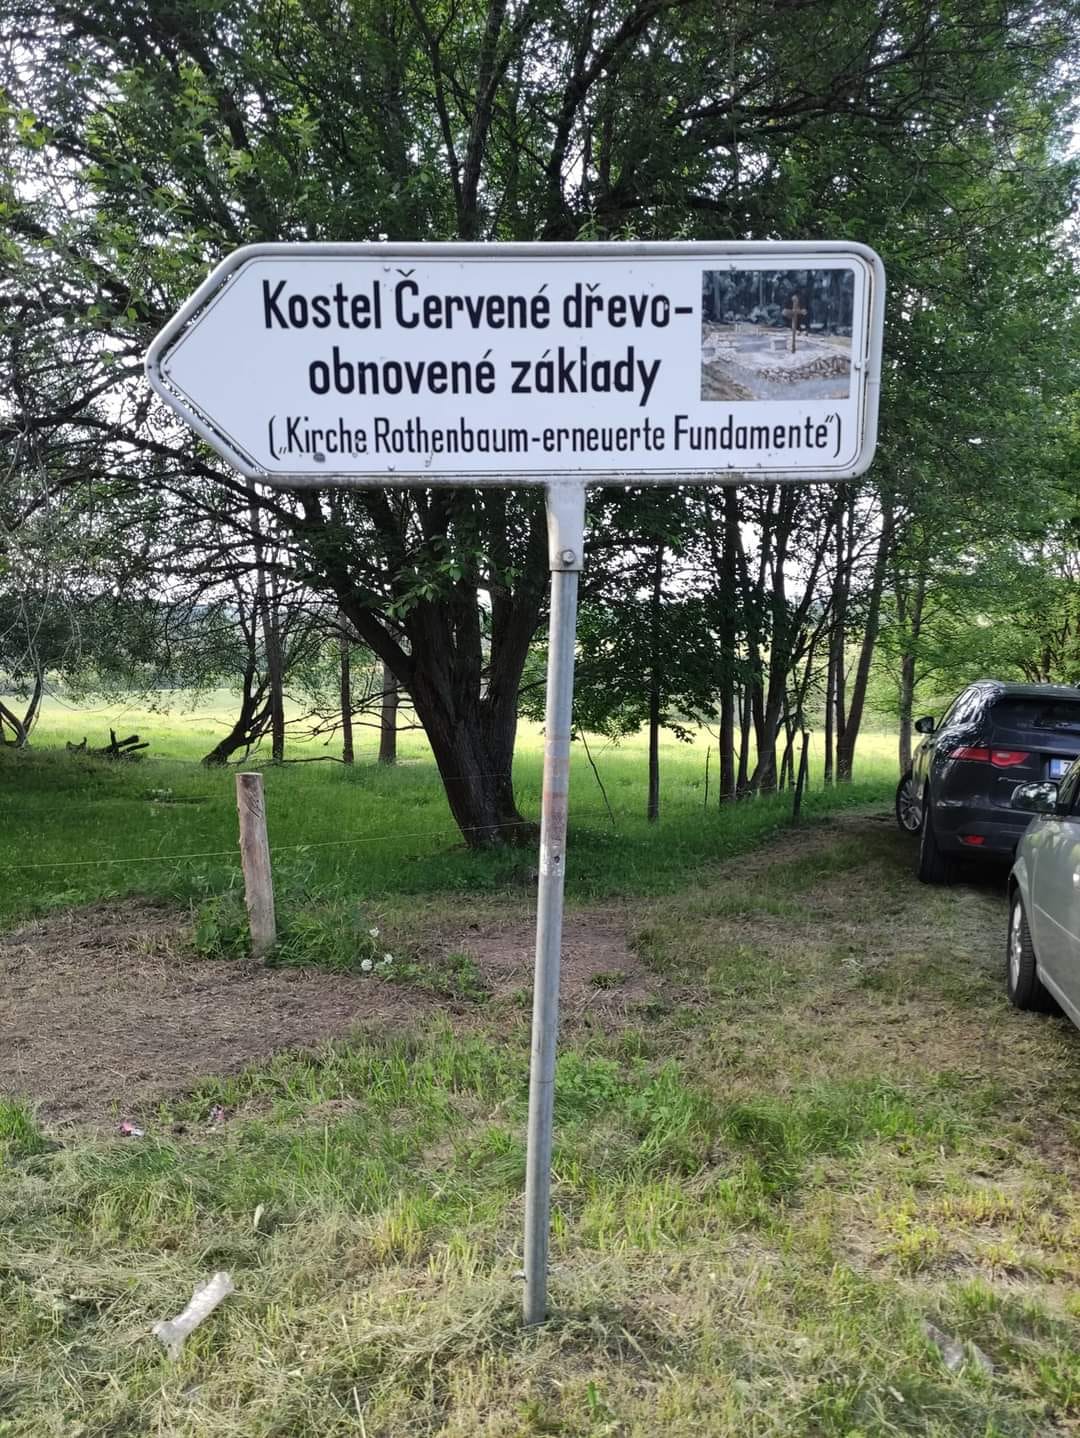 Kostel Červené dřevo-
obnovené základy
(„Kirche Rothenbaum-erneuerte Fundamente“)